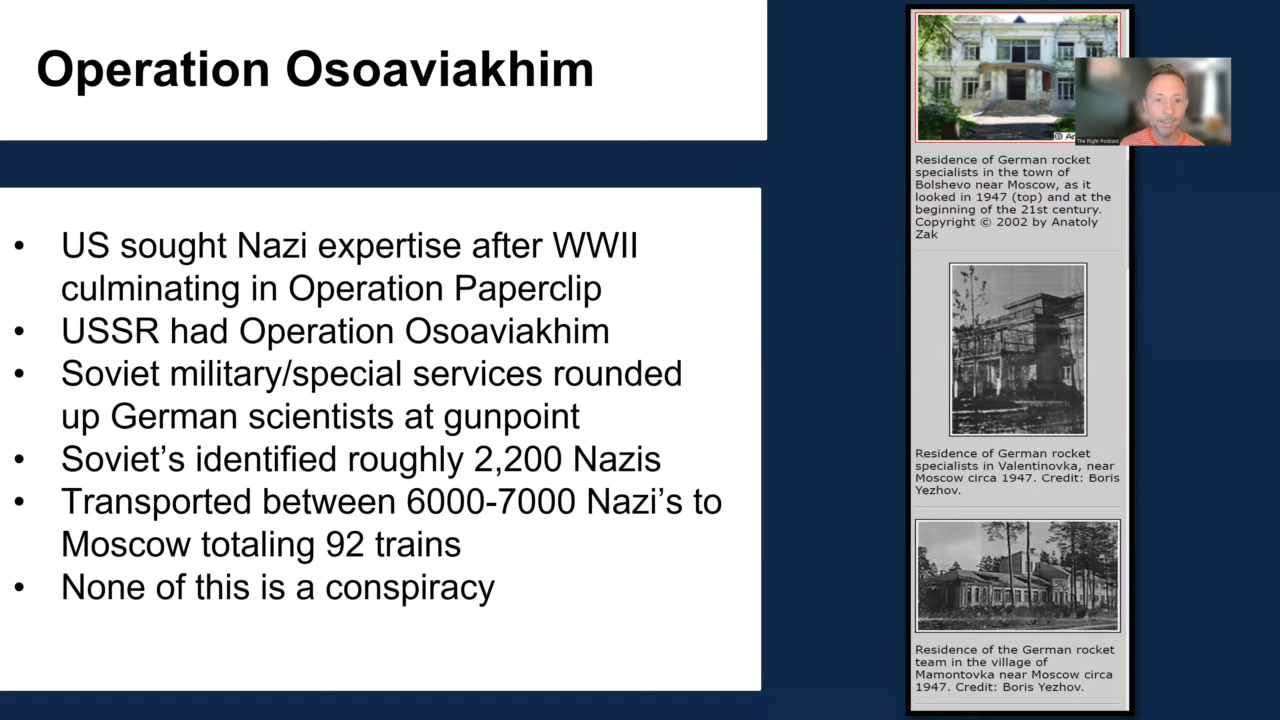 Operation Osoaviakhim
• US sought Nazi expertise after WWII
culminating in Operation Paperclip
• USSR had Operation Osoaviakhim
• Soviet military/special services rounded
up German scientists at gunpoint
• Soviet's identified roughly 2,200 Nazis
• Transported between 6000-7000 Nazi's to
Moscow totaling 92 trains
• None of this is a conspiracy
The Right Podcast
Residence of German rocket
specialists in the town of
Bolshevo near Moscow, as it
looked in 1947 (top) and at the
beginning of the 21st century.
Copyright © 2002 by Anatoly
Zak
Residence of German rocket
specialists in Valentinovka, near
Moscow circa 1947. Credit: Boris
Yezhov.
Residence of the German rocket
team in the village of
Mamontovka near Moscow circa
1947. Credit: Boris Yezhov.